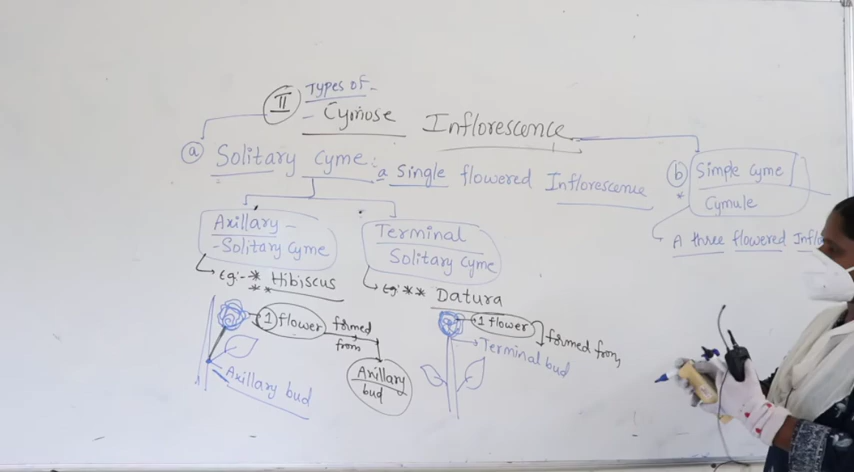 II Types of -
- Cymose Inflorescence
a Solitary Cyme: a single flowered Inflorescence
b Simple Cyme /
* Cymule
A three flowered Inflo
Axillary -
- Solitary Cyme
Eg:- * Hibiscus
* *
1 flower formed
from
Axillary
bud
Axillary bud
Terminal
Solitary Cyme
Eg: * * Datura
1 flower
formed from,
Terminal bud